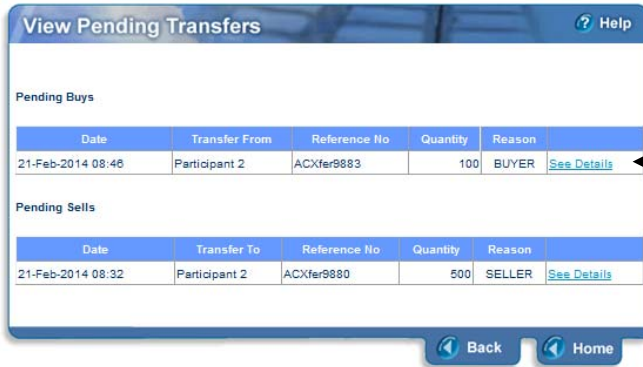 View Pending Transfers
? Help
Pending Buys
Date Transfer From Reference No Quantity Reason
21-Feb-2014 08:46 Participant 2 ACXfer9883 100 BUYER See Details
Pending Sells
Date Transfer To Reference No Quantity Reason
21-Feb-2014 08:32 Participant 2 ACXfer9880 500 SELLER See Details
Back Home